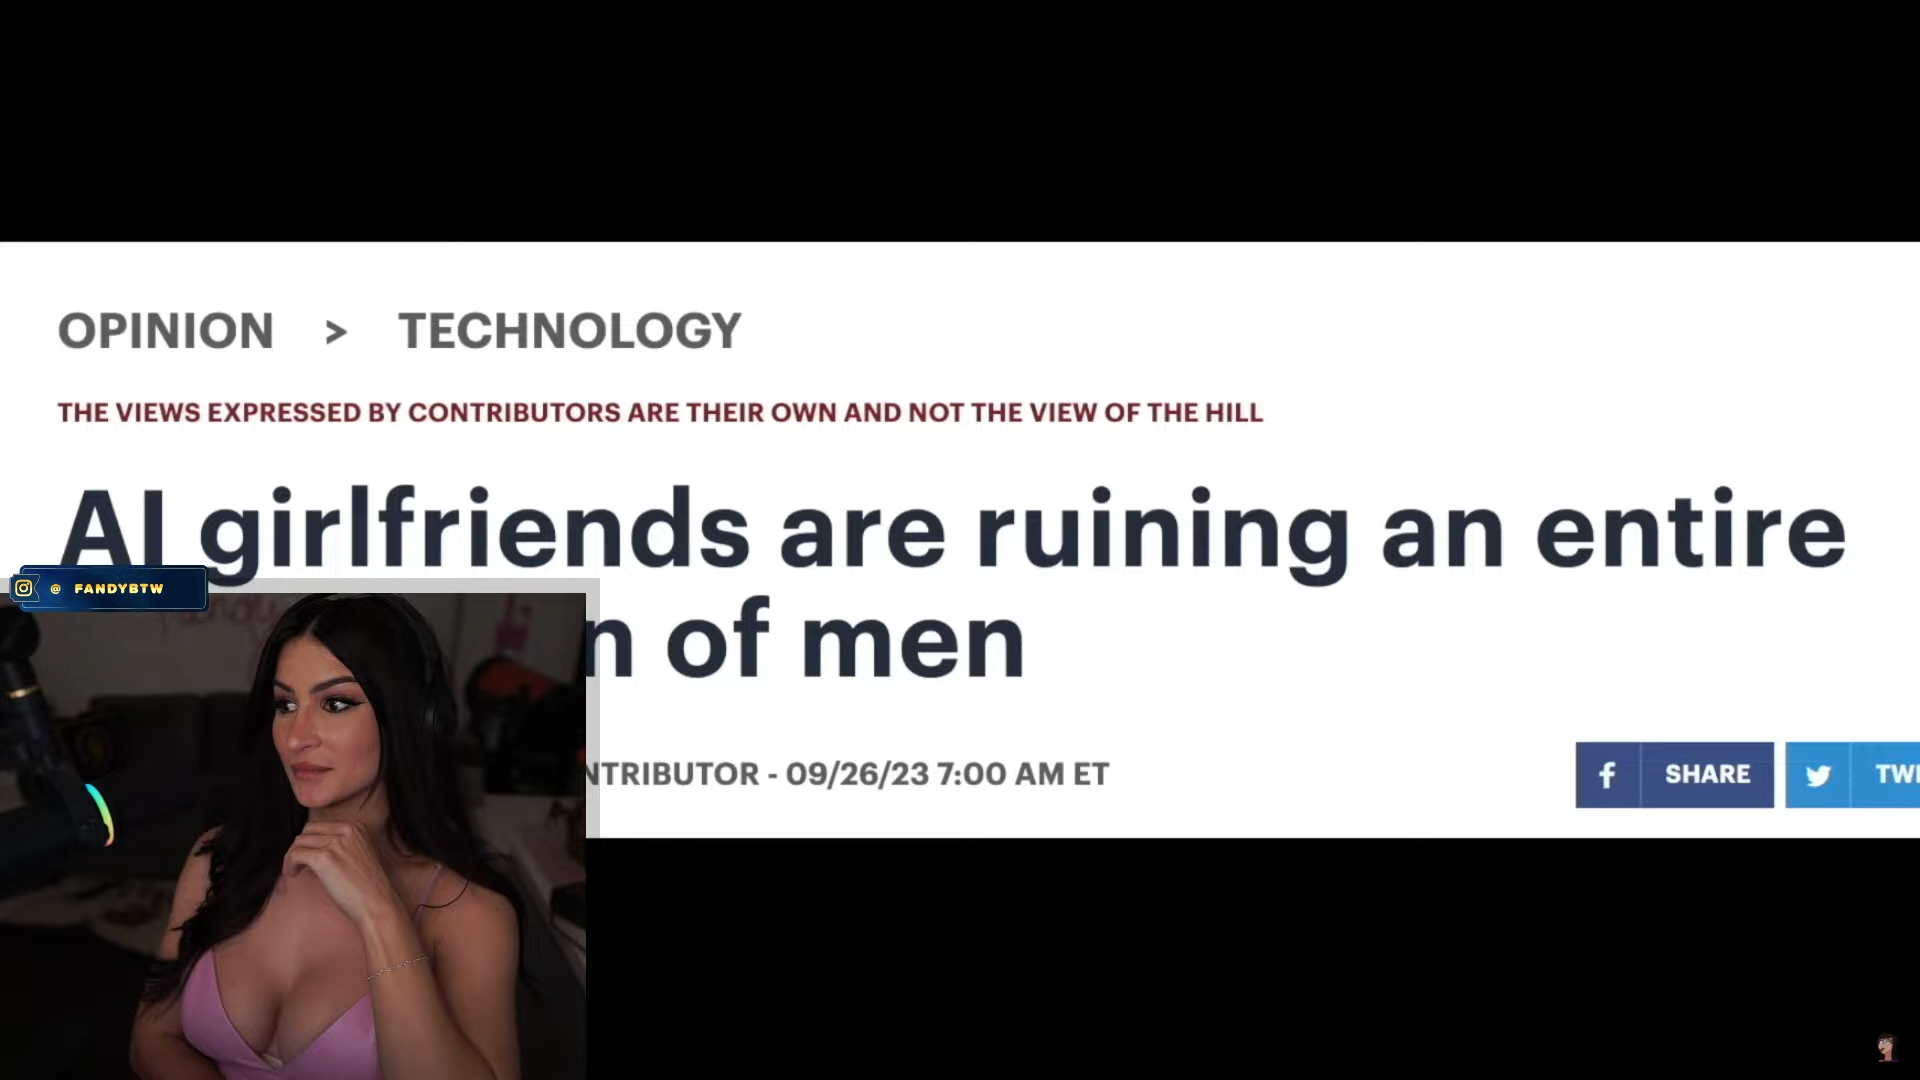 OPINION > TECHNOLOGY
THE VIEWS EXPRESSED BY CONTRIBUTORS ARE THEIR OWN AND NOT THE VIEW OF THE HILL
AI girlfriends are ruining an entire
of men
- 09/26/23 7:00 AM ET
SHARE
@ FANDYBTW